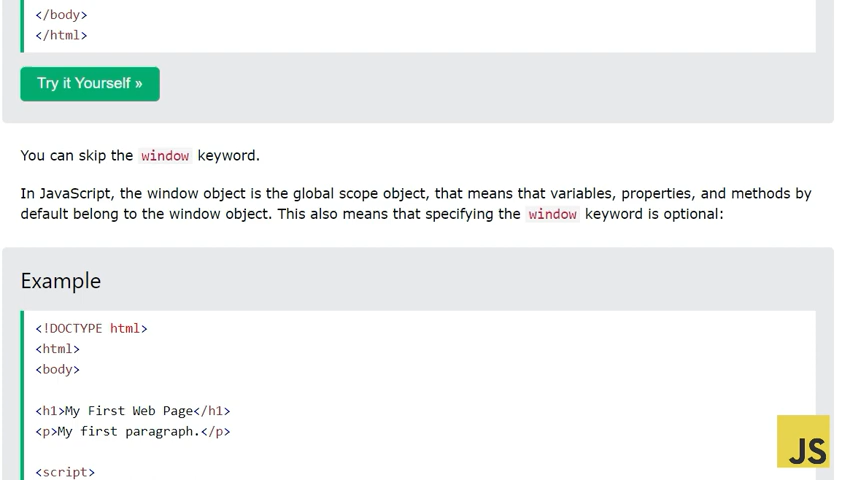 </body>
</html>
Try it Yourself »
You can skip the window keyword.
In JavaScript, the window object is the global scope object, that means that variables, properties, and methods by
default belong to the window object. This also means that specifying the window keyword is optional:
Example
<!DOCTYPE html>
<html>
<body>
<h1>My First Web Page</h1>
<p>My first paragraph.</p>
<script>
JS